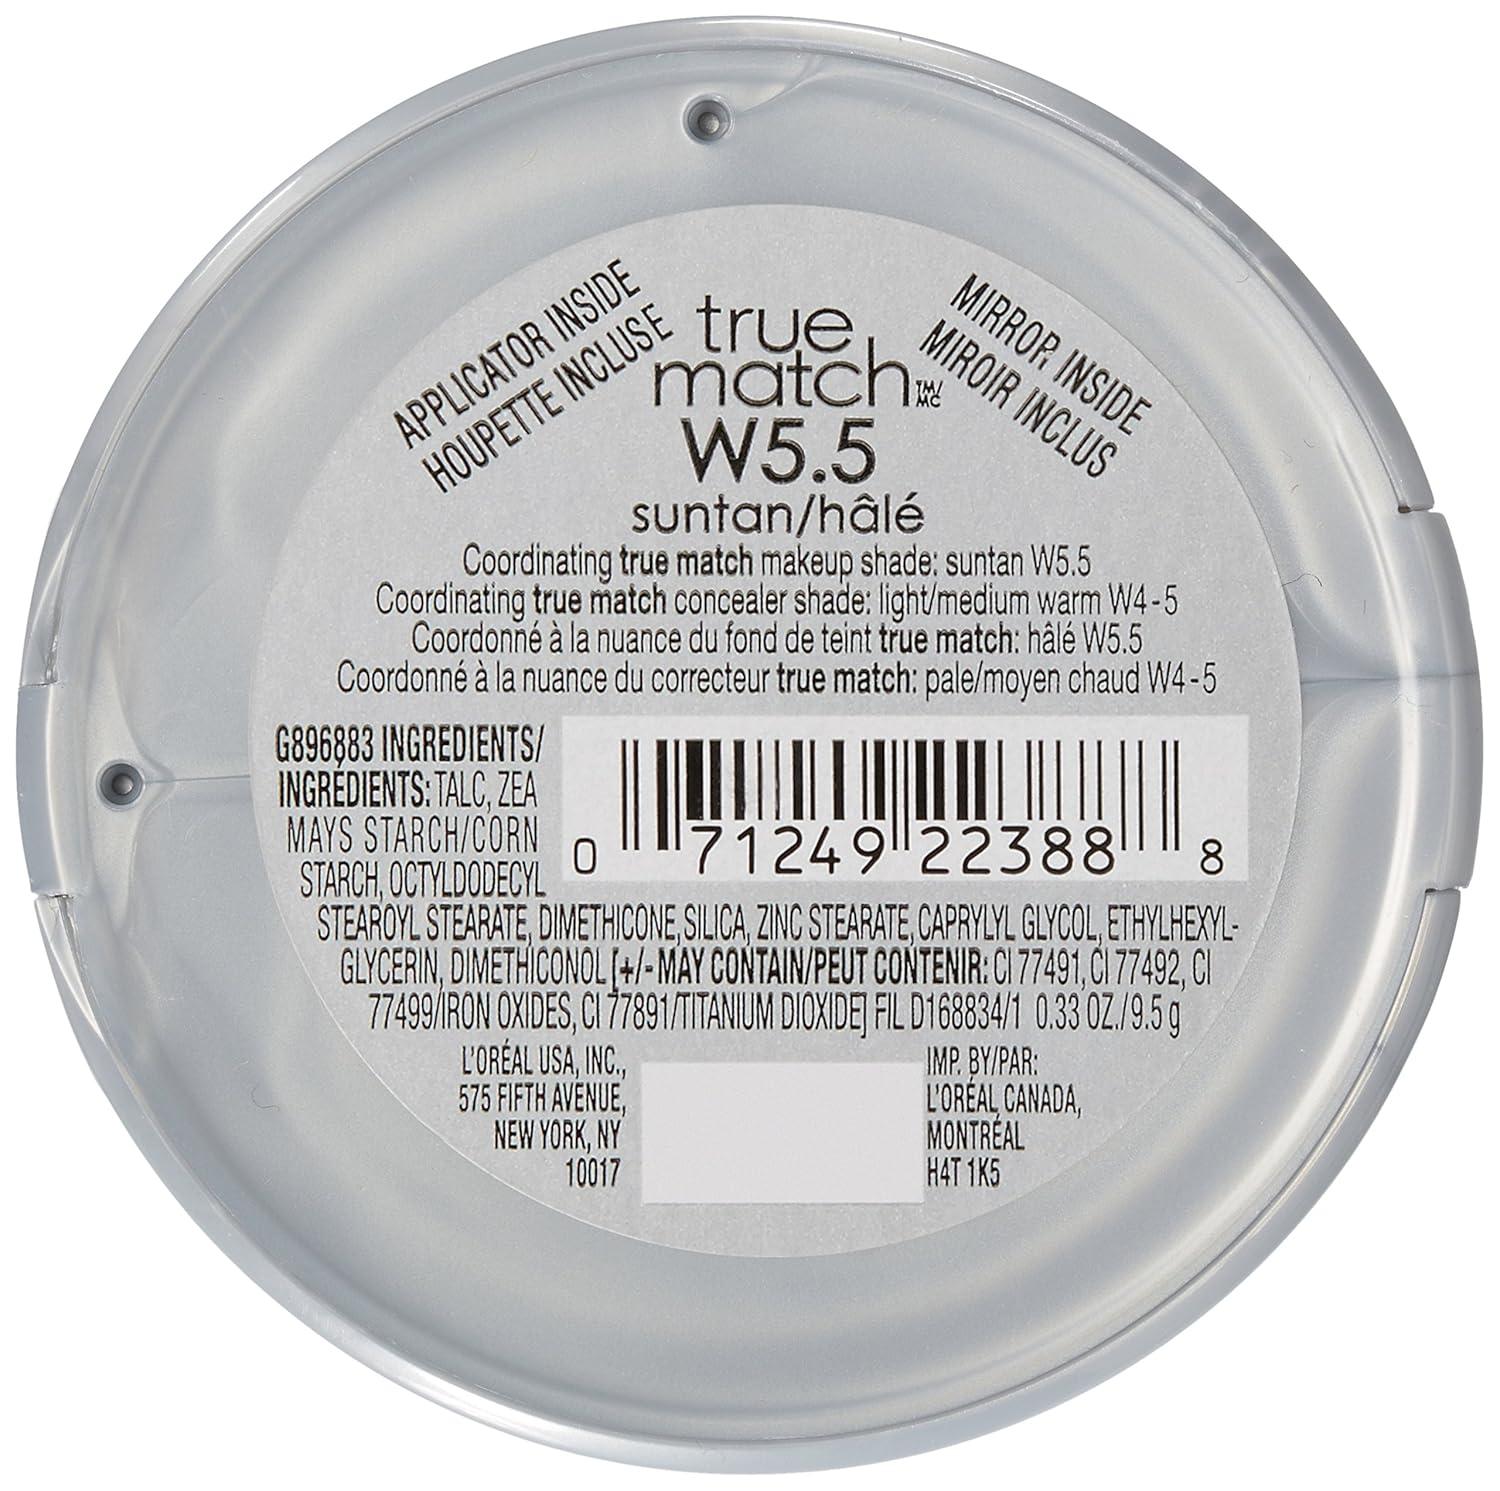 APPLICATOR INSIDE
HOUPETTE INCLUSE
true
match TM/MC
MIRROR INSIDE
MIROIR INCLUS
W5.5
suntan/hâlé
Coordinating true match makeup shade: suntan W5.5
Coordinating true match concealer shade: light/medium warm W4-5
Coordonné à la nuance du fond de teint true match: hâlé W5.5
Coordonné à la nuance du correcteur true match: pale/moyen chaud W4-5
G896883 INGREDIENTS/
INGRÉDIENTS: TALC, ZEA
MAYS STARCH/CORN
STARCH, OCTYLDODECYL
0 71249 22388 8
STEAROYL STEARATE, DIMETHICONE, SILICA, ZINC STEARATE, CAPRYLYL GLYCOL, ETHYLHEXYL-
GLYCERIN, DIMETHICONOL [+/- MAY CONTAIN/PEUT CONTENIR: CI 77491, CI 77492, CI
77499/IRON OXIDES, CI 77891/TITANIUM DIOXIDE] FIL D168834/1 0.33 OZ./9.5 g
L'ORÉAL USA, INC.,
575 FIFTH AVENUE,
NEW YORK, NY
10017
IMP. BY/PAR:
L'ORÉAL CANADA,
MONTRÉAL
H4T 1K5